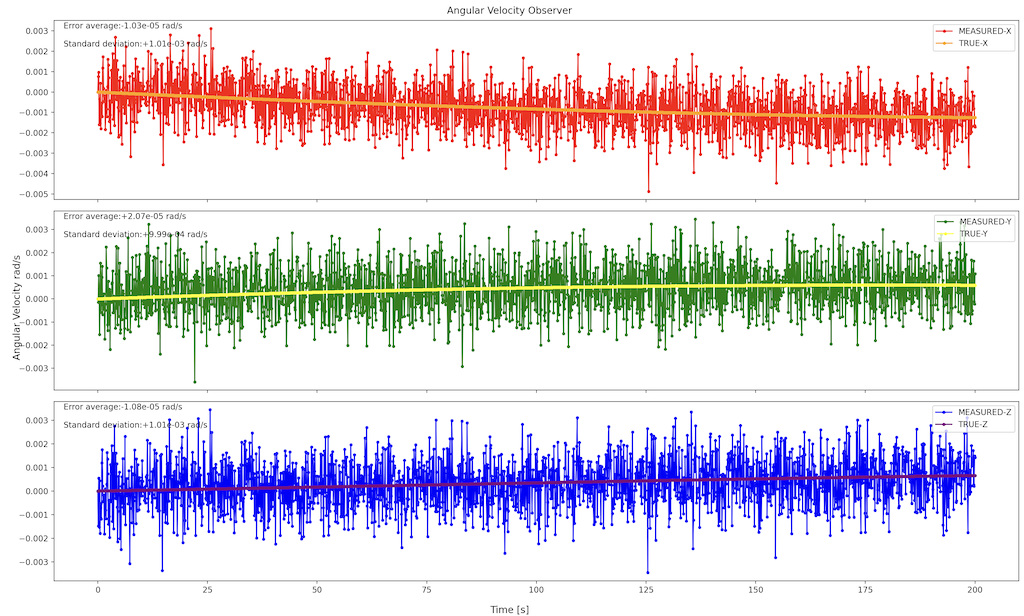 Angular Velocity Observer
Error average:-1.03e-05 rad/s
Standard deviation:+1.01e-03 rad/s
MEASURED-X
TRUE-X
0.003
0.002
0.001
0.000
−0.001
−0.002
−0.003
−0.004
−0.005
Error average:+2.07e-05 rad/s
Standard deviation:+9.99e-04 rad/s
MEASURED-Y
TRUE-Y
0.003
0.002
0.001
0.000
−0.001
−0.002
−0.003
Angular Velocity rad/s
Error average:-1.08e-05 rad/s
Standard deviation:+1.01e-03 rad/s
MEASURED-Z
TRUE-Z
0.003
0.002
0.001
0.000
−0.001
−0.002
−0.003
0 25 50 75 100 125 150 175 200
Time [s]